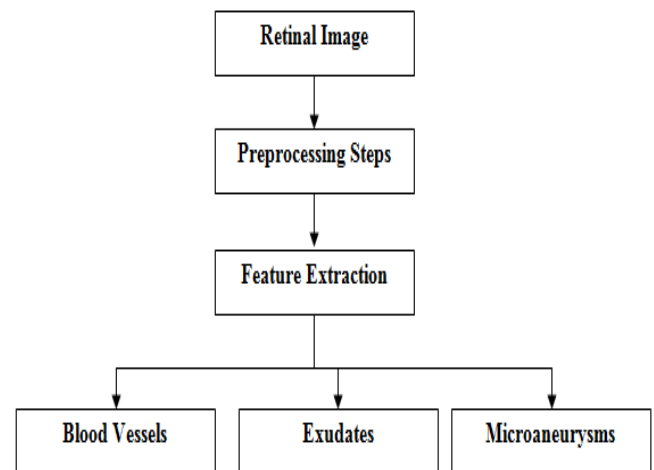 Retinal Image
Preprocessing Steps
Feature Extraction
Blood Vessels
Exudates
Microaneurysms